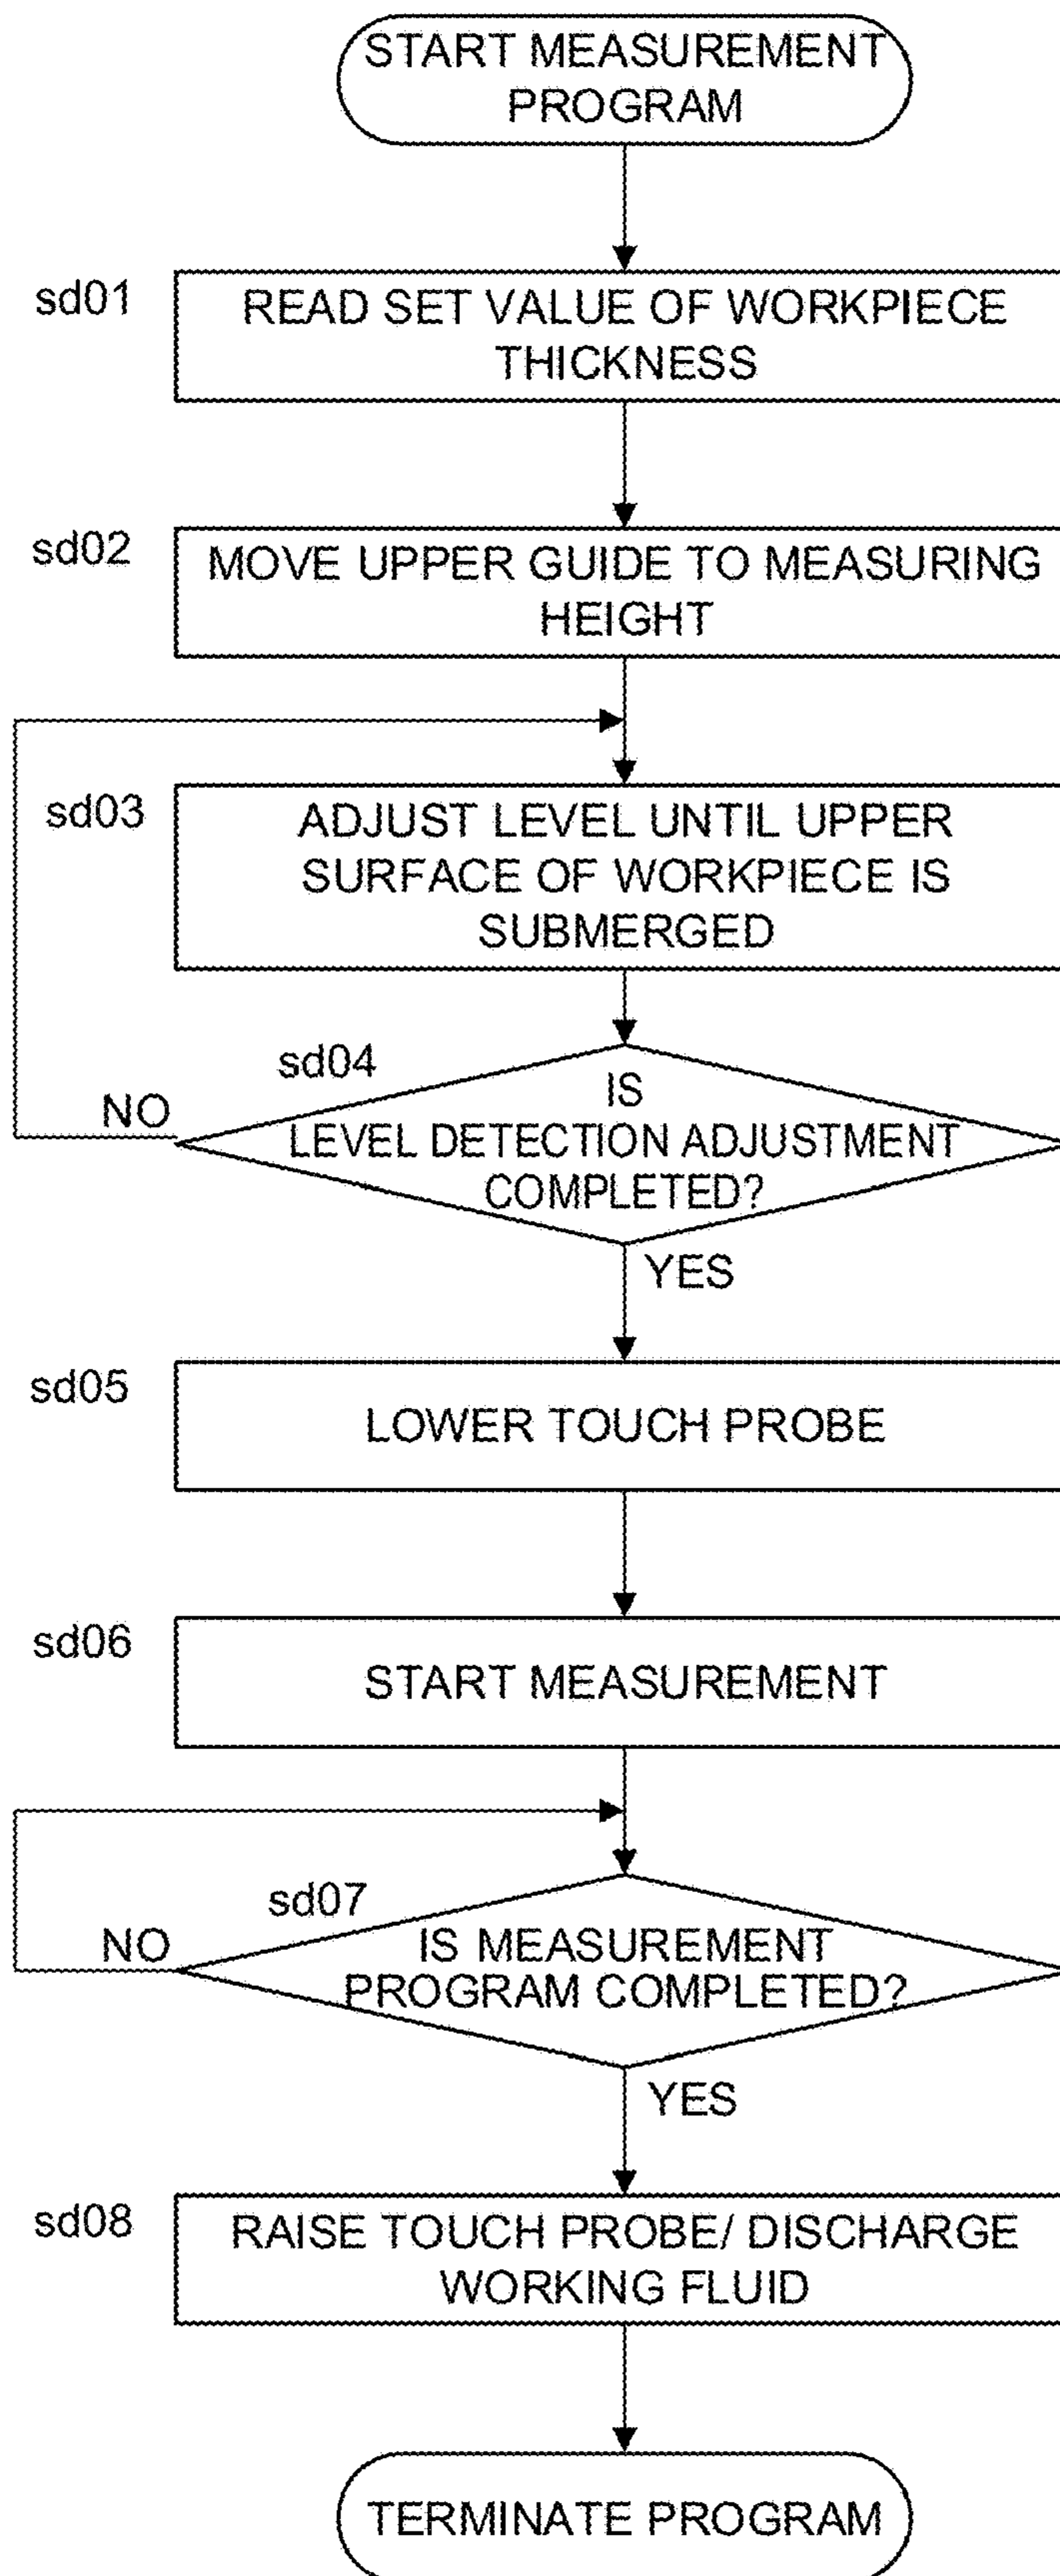 START MEASUREMENT
PROGRAM
sd01
READ SET VALUE OF WORKPIECE
THICKNESS
sd02
MOVE UPPER GUIDE TO MEASURING
HEIGHT
sd03
ADJUST LEVEL UNTIL UPPER
SURFACE OF WORKPIECE IS
SUBMERGED
sd04
IS
LEVEL DETECTION ADJUSTMENT
COMPLETED?
NO
YES
sd05
LOWER TOUCH PROBE
sd06
START MEASUREMENT
sd07
IS MEASUREMENT
PROGRAM COMPLETED?
NO
YES
sd08
RAISE TOUCH PROBE/ DISCHARGE
WORKING FLUID
TERMINATE PROGRAM